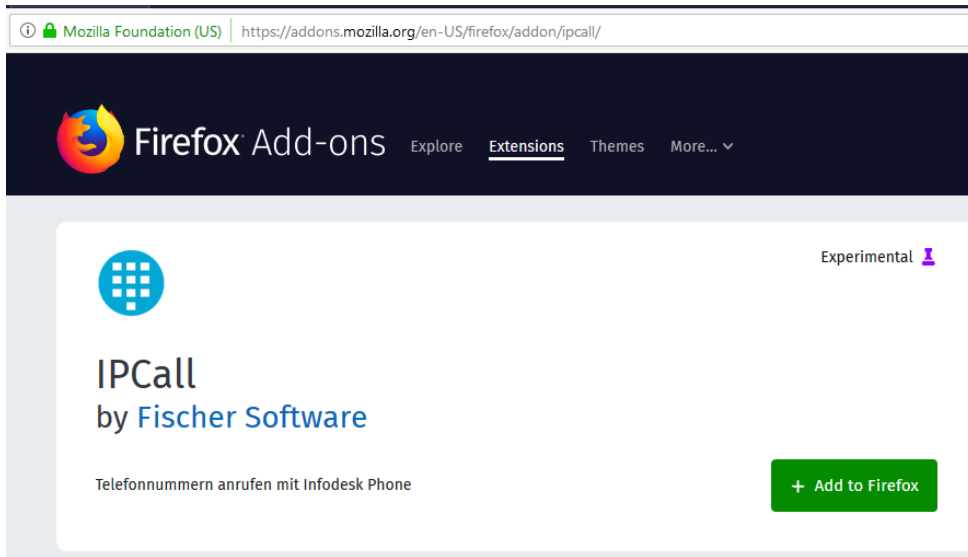 Mozilla Foundation (US) https://addons.mozilla.org/en-US/firefox/addon/ipcall/
Firefox Add-ons Explore Extensions Themes More...
Experimental
IPCall
by Fischer Software
Telefonnummern anrufen mit Infodesk Phone
+ Add to Firefox